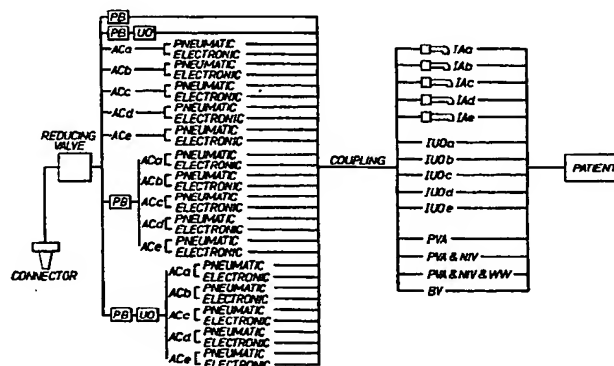 PB
PB UO
ACa PNEUMATIC
ELECTRONIC
ACb PNEUMATIC
ELECTRONIC
ACc PNEUMATIC
ELECTRONIC
ACd PNEUMATIC
ELECTRONIC
ACe PNEUMATIC
ELECTRONIC
REDUCING
VALVE
CONNECTOR
PB
ACa PNEUMATIC
ELECTRONIC
ACb PNEUMATIC
ELECTRONIC
ACc PNEUMATIC
ELECTRONIC
ACd PNEUMATIC
ELECTRONIC
ACe PNEUMATIC
ELECTRONIC
PB UO
ACa PNEUMATIC
ELECTRONIC
ACb PNEUMATIC
ELECTRONIC
ACc PNEUMATIC
ELECTRONIC
ACd PNEUMATIC
ELECTRONIC
ACe PNEUMATIC
ELECTRONIC
COUPLING
IAa
IAb
IAc
IAd
IAe
IUOa
IUOb
IUOc
IUOd
IUOe
PVA
PVA & NIV
PVA & NIV & WV
BV
PATIENT